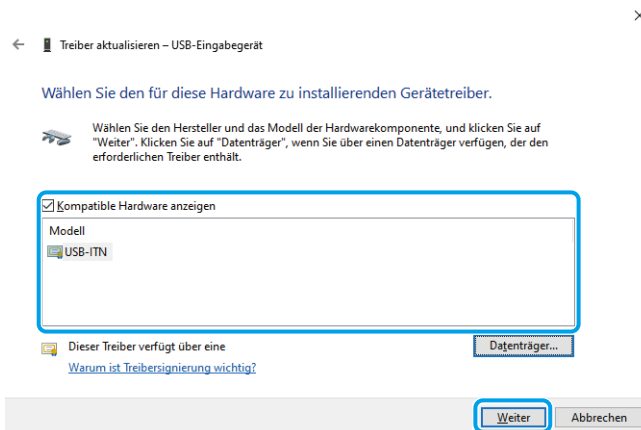 Treiber aktualisieren – USB-Eingabegerät
Wählen Sie den für diese Hardware zu installierenden Gerätetreiber.
Wählen Sie den Hersteller und das Modell der Hardwarekomponente, und klicken Sie auf
"Weiter". Klicken Sie auf "Datenträger", wenn Sie über einen Datenträger verfügen, der den
erforderlichen Treiber enthält.
Kompatible Hardware anzeigen
Modell
USB-ITN
Dieser Treiber verfügt über eine
Datenträger...
Warum ist Treibersignierung wichtig?
Weiter
Abbrechen